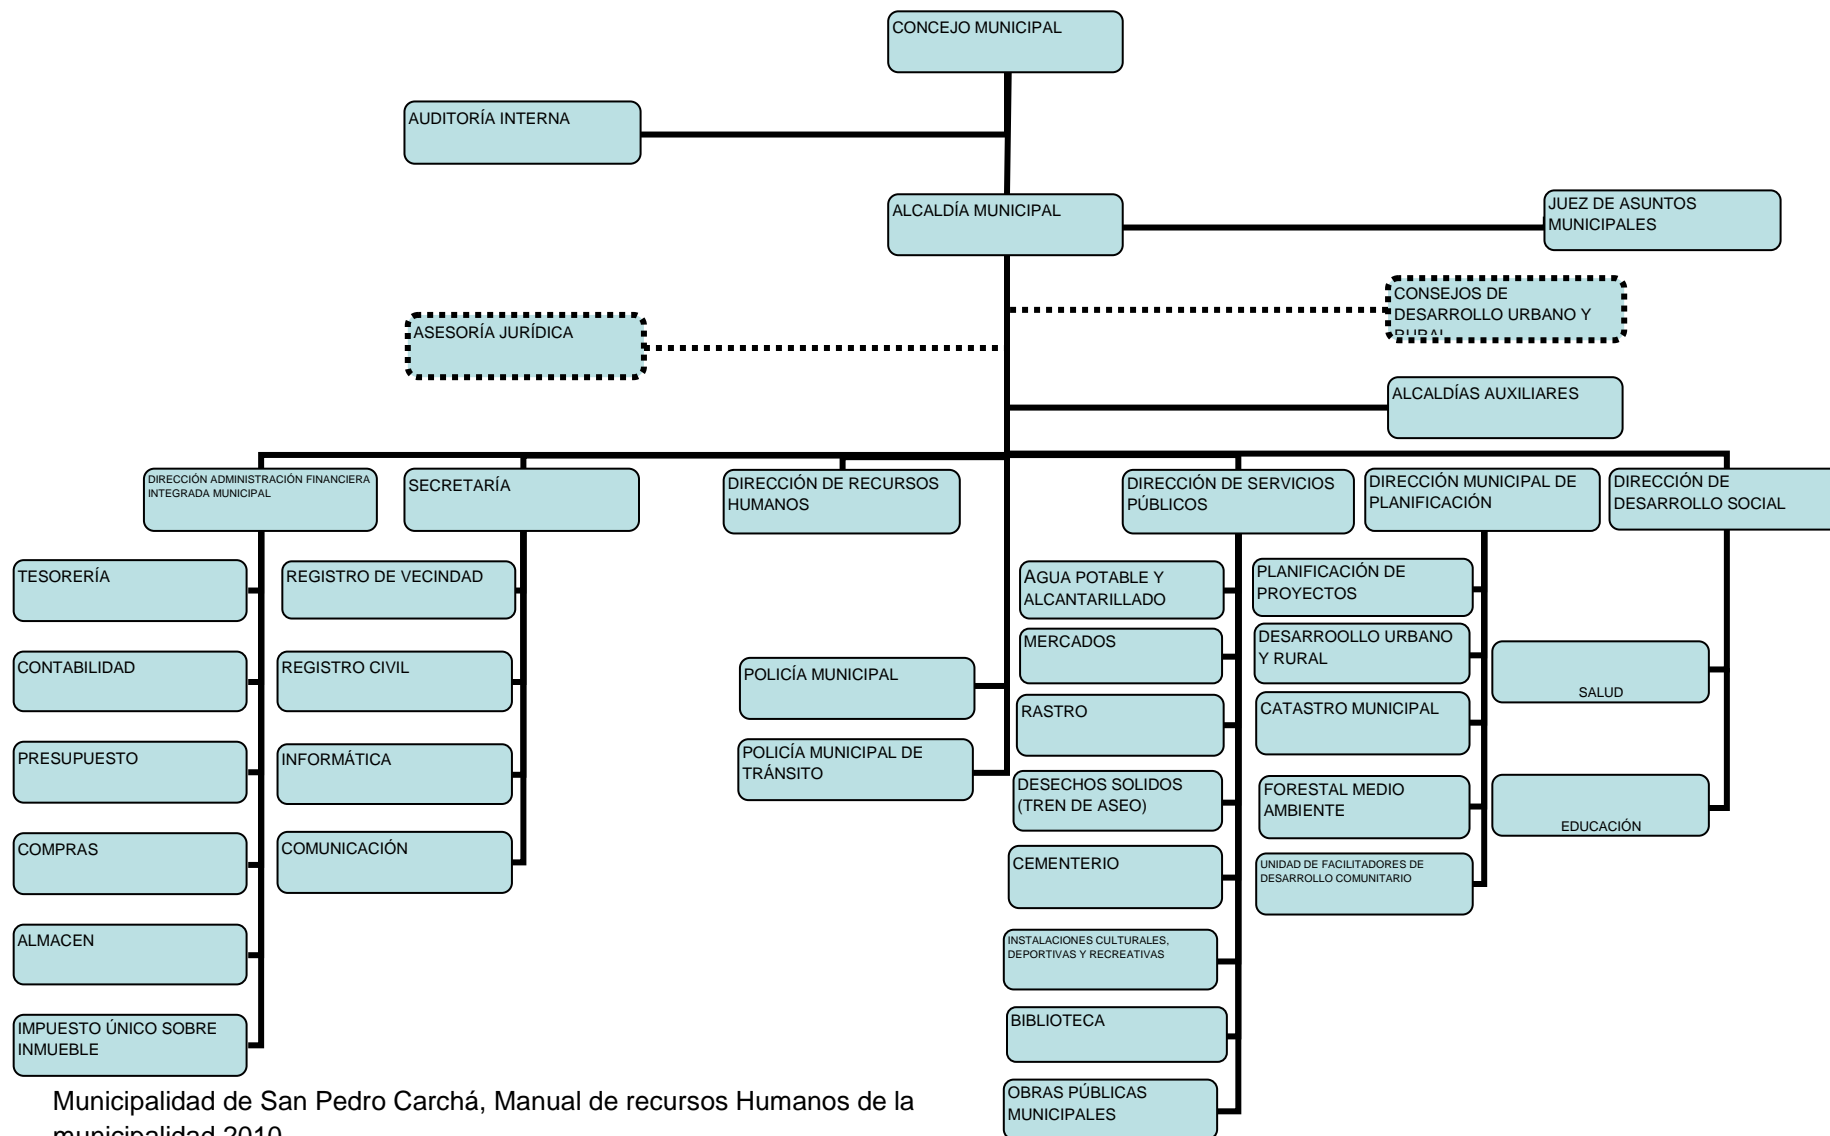 CONCEJO MUNICIPAL
AUDITORÍA INTERNA
ALCALDÍA MUNICIPAL
JUEZ DE ASUNTOS
MUNICIPALES
CONSEJOS DE
DESARROLLO URBANO Y
RURAL
ASESORÍA JURÍDICA
ALCALDÍAS AUXILIARES
DIRECCIÓN ADMINISTRACIÓN FINANCIERA
INTEGRADA MUNICIPAL
SECRETARÍA
DIRECCIÓN DE RECURSOS
HUMANOS
DIRECCIÓN DE SERVICIOS
PÚBLICOS
DIRECCIÓN MUNICIPAL DE
PLANIFICACIÓN
DIRECCIÓN DE
DESARROLLO SOCIAL
TESORERÍA
CONTABILIDAD
PRESUPUESTO
COMPRAS
ALMACEN
IMPUESTO ÚNICO SOBRE
INMUEBLE
REGISTRO DE VECINDAD
REGISTRO CIVIL
INFORMÁTICA
COMUNICACIÓN
POLICÍA MUNICIPAL
POLICÍA MUNICIPAL DE
TRÁNSITO
AGUA POTABLE Y
ALCANTARILLADO
MERCADOS
RASTRO
DESECHOS SOLIDOS
(TREN DE ASEO)
CEMENTERIO
INSTALACIONES CULTURALES,
DEPORTIVAS Y RECREATIVAS
BIBLIOTECA
OBRAS PÚBLICAS
MUNICIPALES
PLANIFICACIÓN DE
PROYECTOS
DESARROOLLO URBANO
Y RURAL
CATASTRO MUNICIPAL
FORESTAL MEDIO
AMBIENTE
UNIDAD DE FACILITADORES DE
DESARROLLO COMUNITARIO
SALUD
EDUCACIÓN
Municipalidad de San Pedro Carchá, Manual de recursos Humanos de la
municipalidad 2010